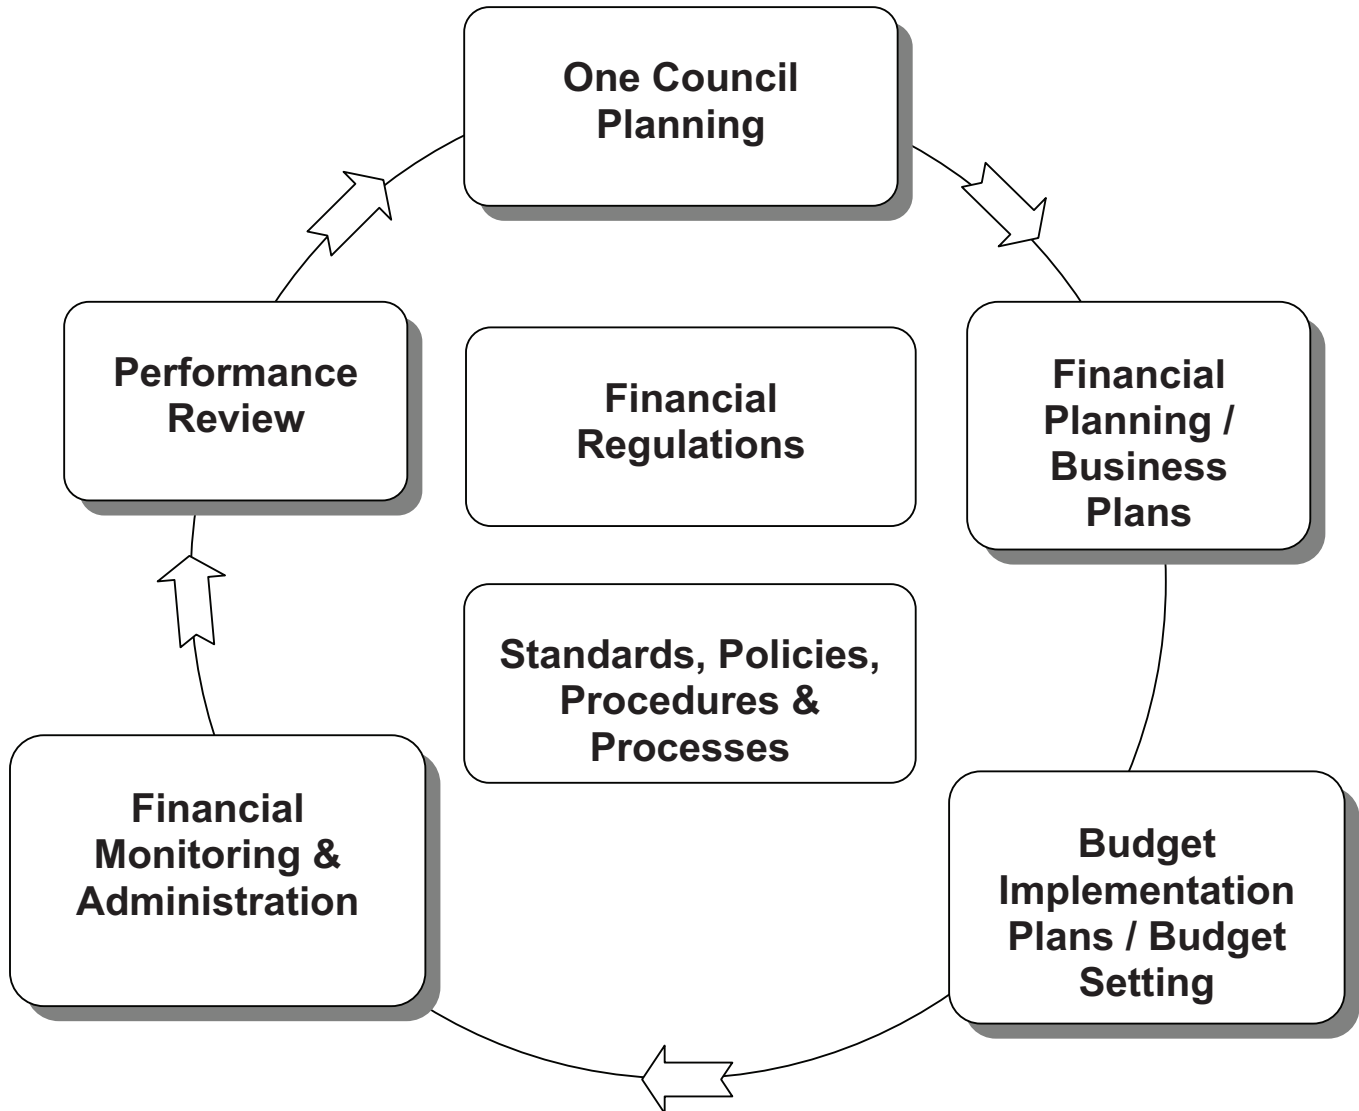 One Council
Planning
Performance
Review
Financial
Regulations
Financial
Planning /
Business
Plans
Standards, Policies,
Procedures &
Processes
Financial
Monitoring &
Administration
Budget
Implementation
Plans / Budget
Setting